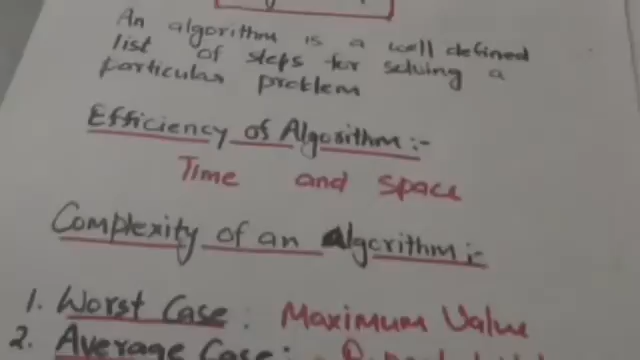 An algorithm is a well defined
list of steps for solving a
particular problem
Efficiency of Algorithm:-
Time and space
Complexity of an Algorithm:-
1. Worst Case: Maximum Value
2. Average Case: